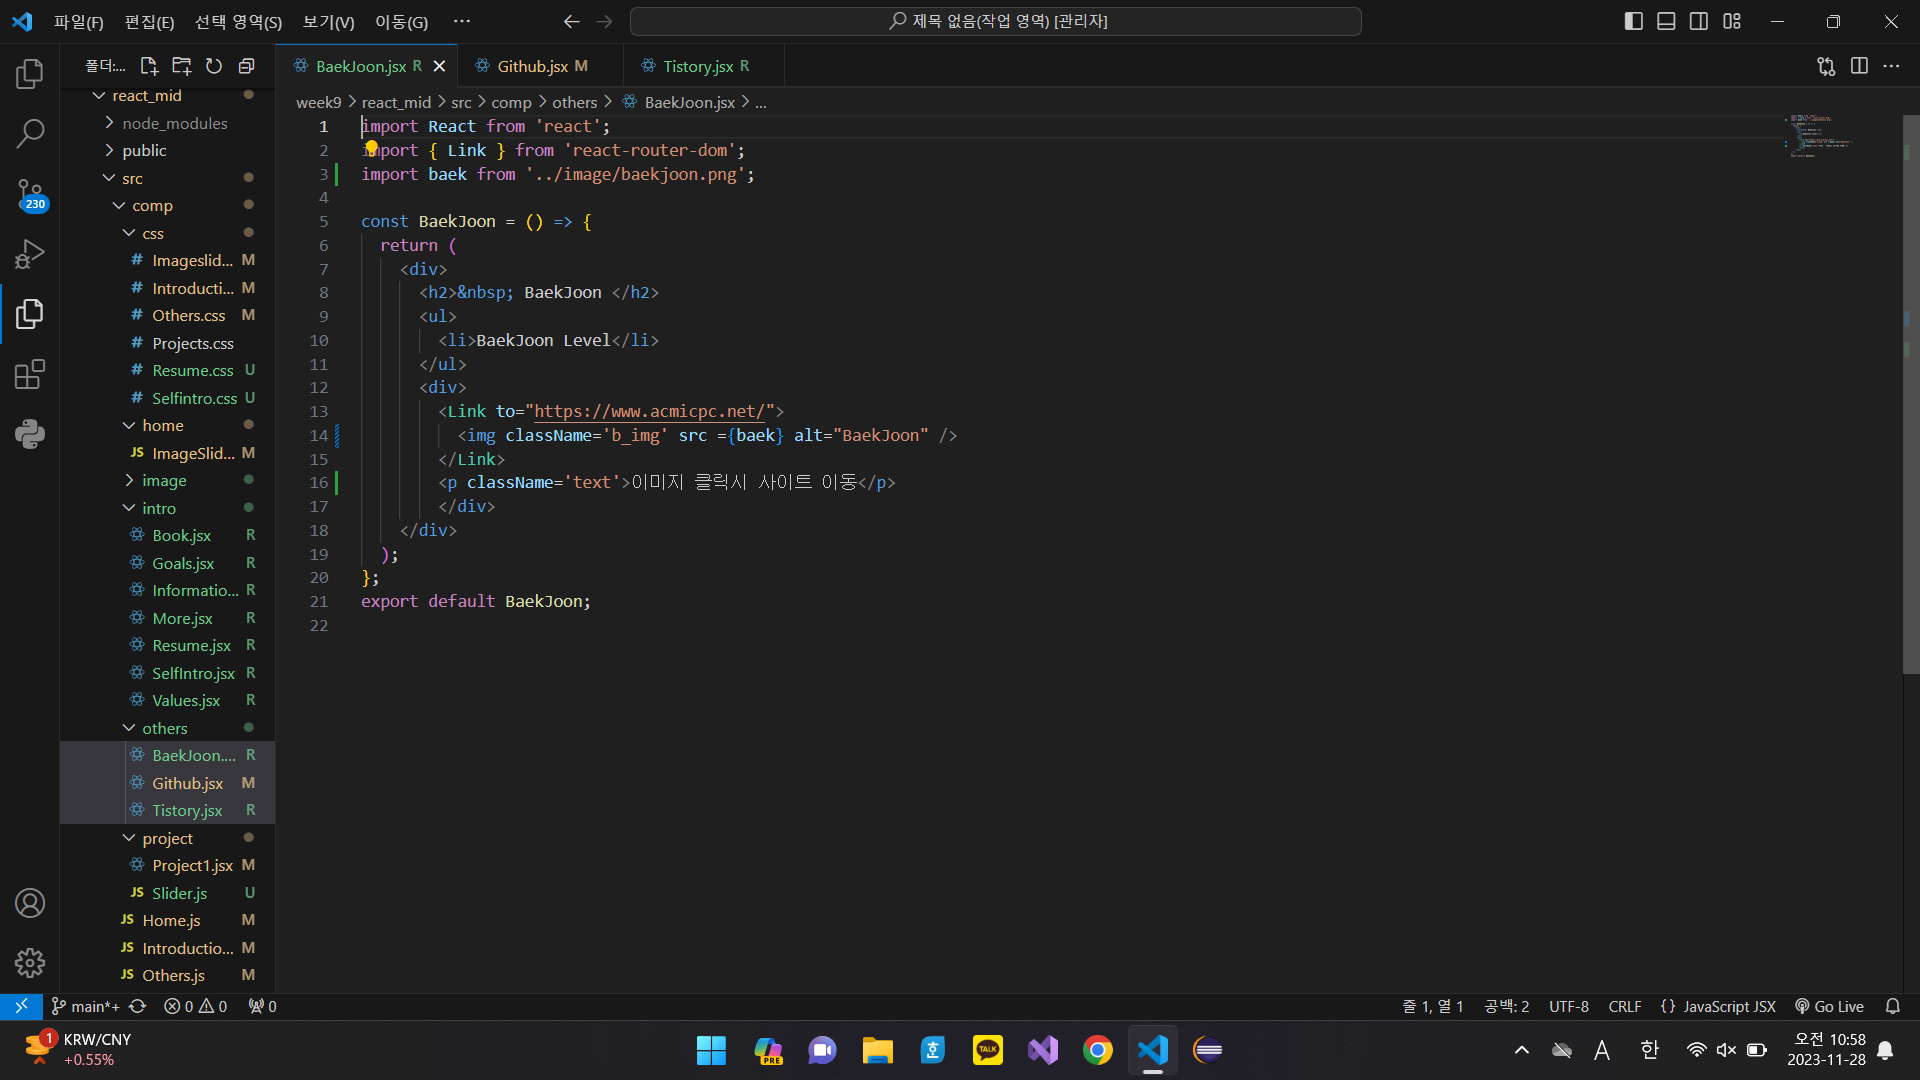 파일(F) 편집(E) 선택 영역(S) 보기(V) 이동(G) ··· 제목 없음(작업 영역) [관리자]
폴더:...
BaekJoon.jsx R Github.jsx M Tistory.jsx R
week9 > react_mid > src > comp > others > BaekJoon.jsx > ...
react_mid
node_modules
public
src
comp
css
Imageslid... M
Introducti... M
Others.css M
Projects.css
Resume.css U
Selfintro.css U
home
JS ImageSlid... M
image
intro
Book.jsx R
Goals.jsx R
Informatio... R
More.jsx R
Resume.jsx R
SelfIntro.jsx R
Values.jsx R
others
BaekJoon.... R
Github.jsx M
Tistory.jsx R
project
Project1.jsx M
JS Slider.js U
JS Home.js M
JS Introductio... M
JS Others.js M
230
1 import React from 'react';
2 import { Link } from 'react-router-dom';
3 import baek from '../image/baekjoon.png';
4
5 const BaekJoon = () => {
6 return (
7 <div>
8 <h2>&nbsp; BaekJoon </h2>
9 <ul>
10 <li>BaekJoon Level</li>
11 </ul>
12 <div>
13 <Link to="https://www.acmicpc.net/">
14 <img className='b_img' src ={baek} alt="BaekJoon" />
15 </Link>
16 <p className='text'>이미지 클릭시 사이트 이동</p>
17 </div>
18 </div>
19 );
20 };
21 export default BaekJoon;
22
main*+ 0 0 0 줄 1, 열 1 공백: 2 UTF-8 CRLF {} JavaScript JSX Go Live
1 KRW/CNY
+0.55%
PRE
TALK
A 한
오전 10:58
2023-11-28